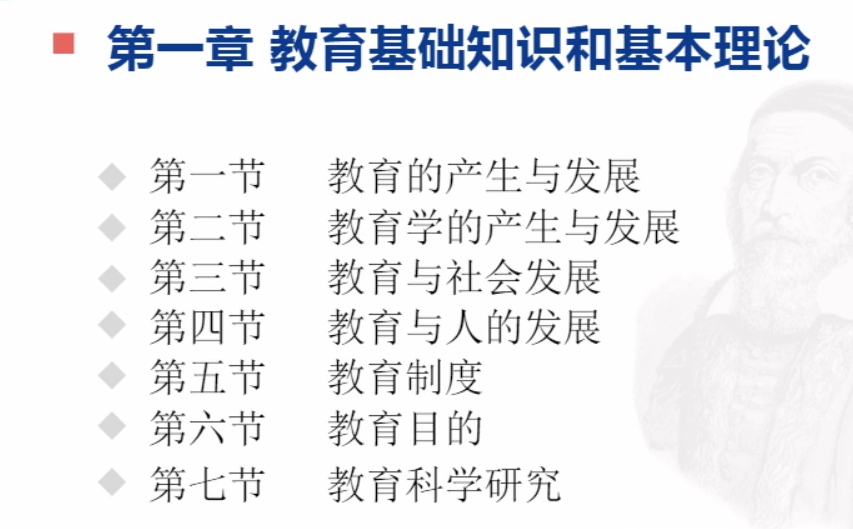 第一章 教育基础知识和基本理论
第一节 教育的产生与发展
第二节 教育学的产生与发展
第三节 教育与社会发展
第四节 教育与人的发展
第五节 教育制度
第六节 教育目的
第七节 教育科学研究